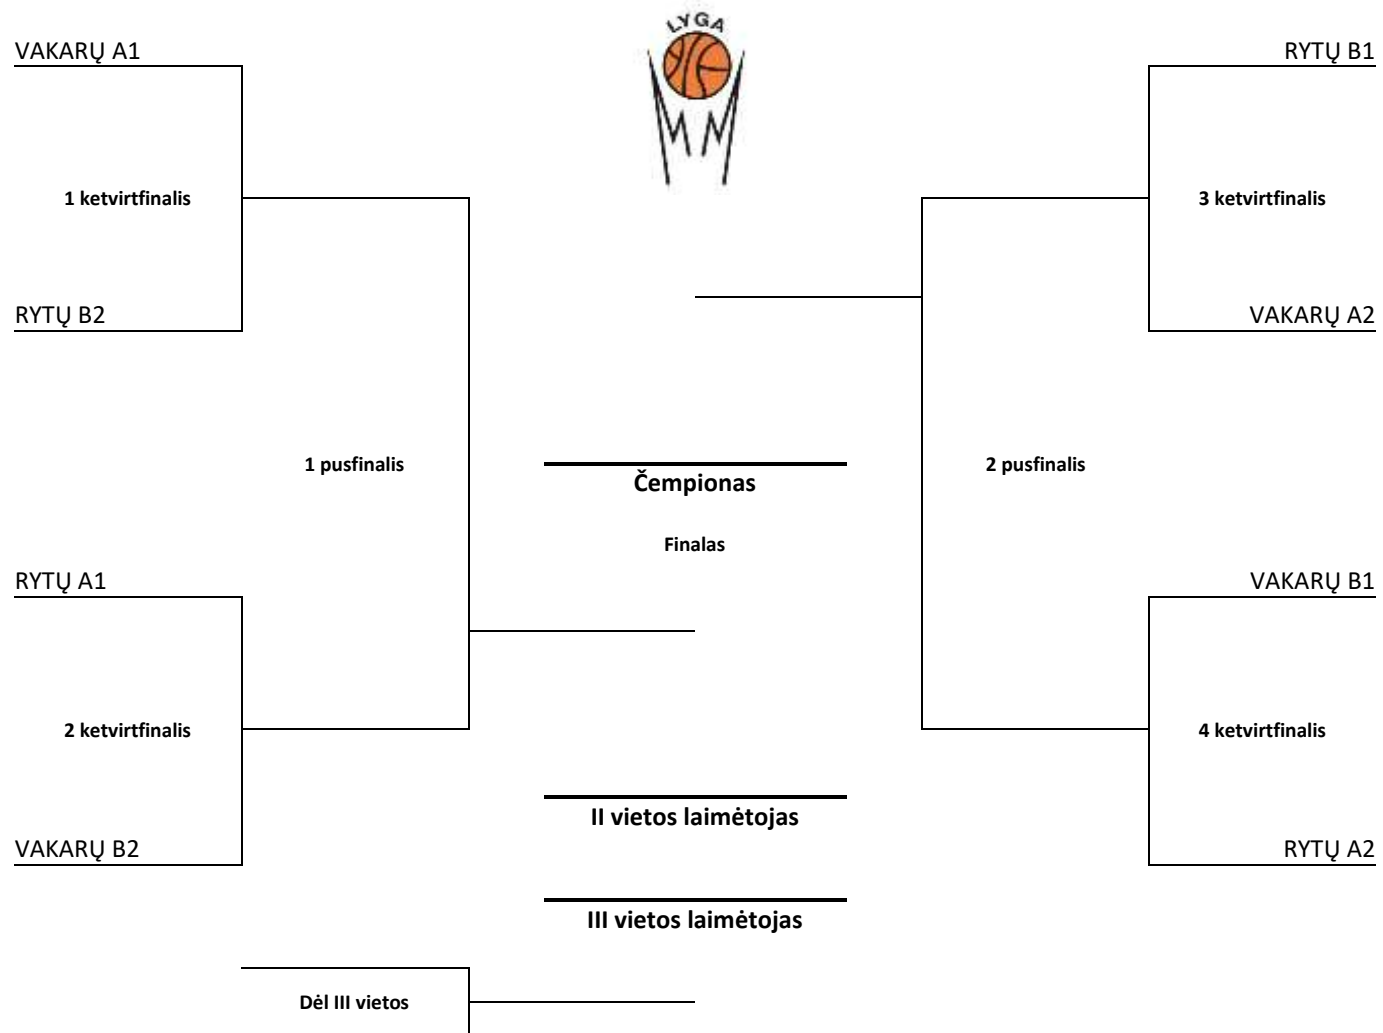 LYGA
VAKARŲ A1
RYTŲ B1
1 ketvirtfinalis
3 ketvirtfinalis
RYTŲ B2
VAKARŲ A2
1 pusfinalis
2 pusfinalis
Čempionas
Finalas
RYTŲ A1
VAKARŲ B1
2 ketvirtfinalis
4 ketvirtfinalis
II vietos laimėtojas
VAKARŲ B2
RYTŲ A2
III vietos laimėtojas
Dėl III vietos